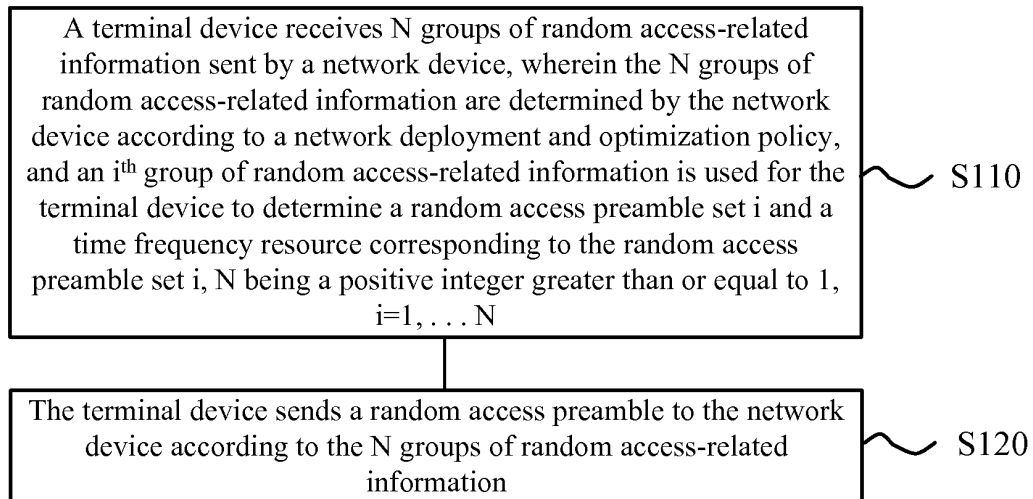 A terminal device receives N groups of random access-related
information sent by a network device, wherein the N groups of
random access-related information are determined by the network
device according to a network deployment and optimization policy,
and an iᵗʰ group of random access-related information is used for the
terminal device to determine a random access preamble set i and a
time frequency resource corresponding to the random access
preamble set i, N being a positive integer greater than or equal to 1,
i=1, . . . N
S110
The terminal device sends a random access preamble to the network
device according to the N groups of random access-related
information
S120